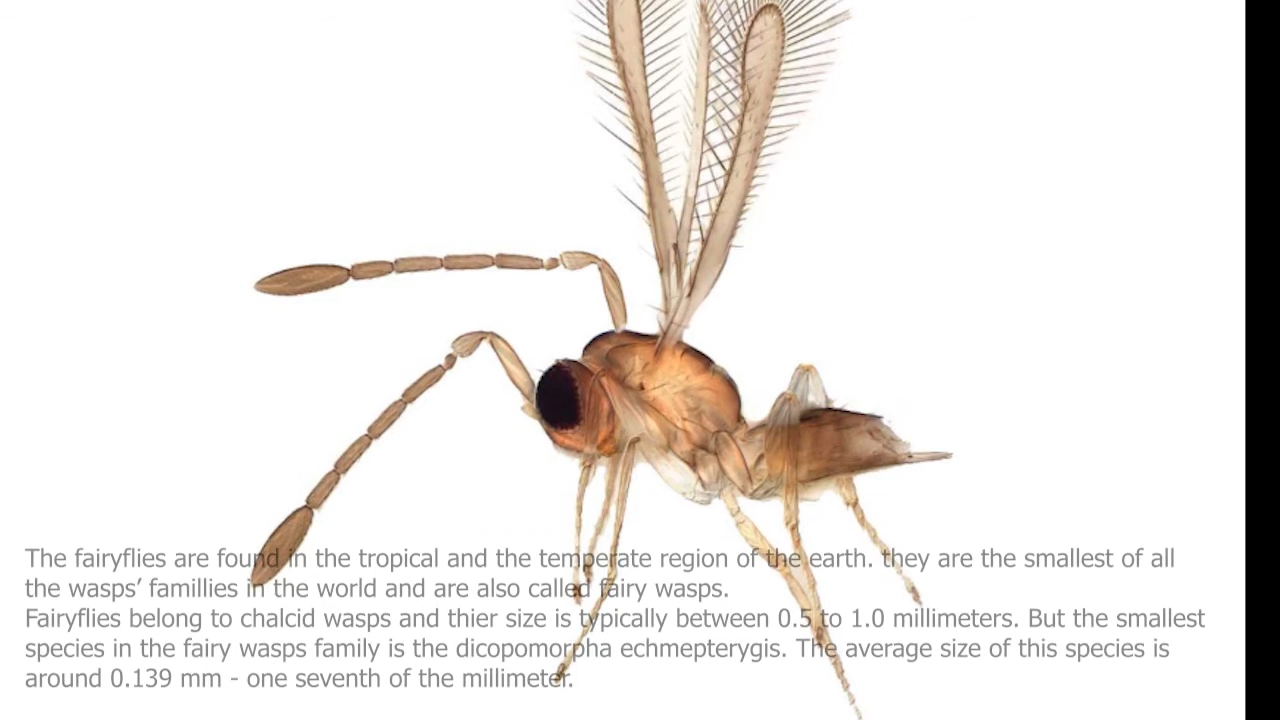 The fairyflies are found in the tropical and the temperate region of the earth. they are the smallest of all
the wasps’ famillies in the world and are also called fairy wasps.
Fairyflies belong to chalcid wasps and thier size is typically between 0.5 to 1.0 millimeters. But the smallest
species in the fairy wasps family is the dicopomorpha echmepterygis. The average size of this species is
around 0.139 mm - one seventh of the millimeter.